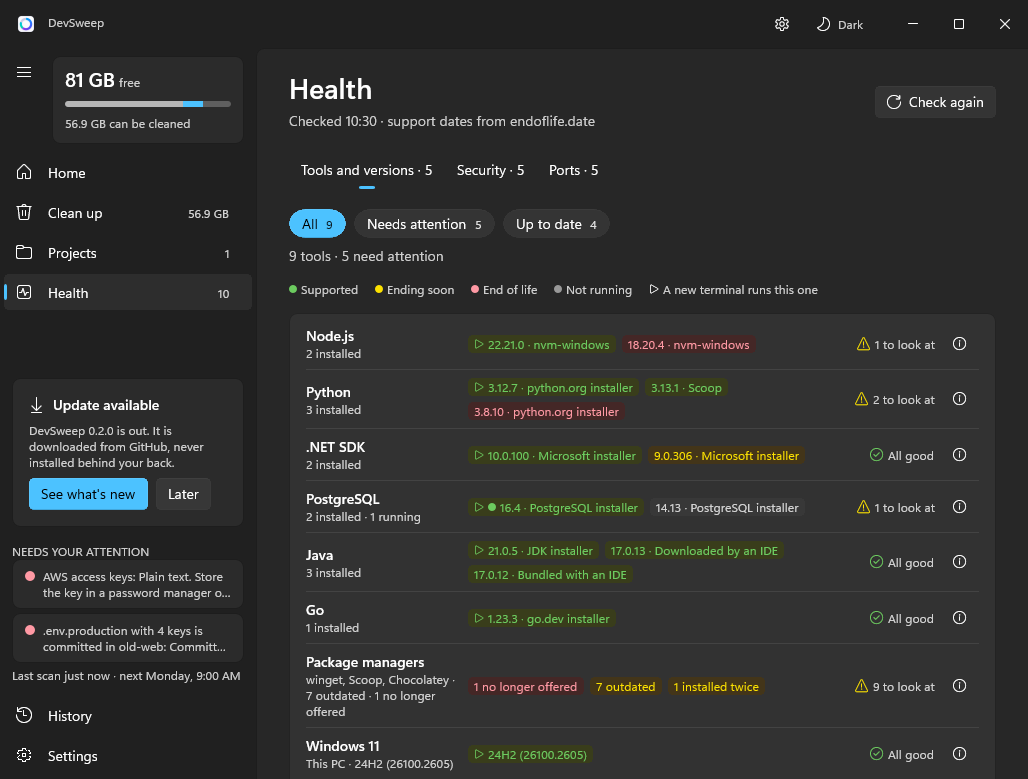 DevSweep
Dark
81 GB free
56.9 GB can be cleaned
Home
Clean up 56.9 GB
Projects 1
Health 10
Update available
DevSweep 0.2.0 is out. It is
downloaded from GitHub, never
installed behind your back.
See what's new Later
NEEDS YOUR ATTENTION
AWS access keys: Plain text. Store
the key in a password manager o...
.env.production with 4 keys is
committed in old-web: Committ...
Last scan just now · next Monday, 9:00 AM
History
Settings
Health
Checked 10:30 · support dates from endoflife.date
Check again
Tools and versions · 5 Security · 5 Ports · 5
All 9 Needs attention 5 Up to date 4
9 tools · 5 need attention
Supported Ending soon End of life Not running A new terminal runs this one
Node.js
2 installed
22.21.0 · nvm-windows 18.20.4 · nvm-windows
1 to look at
Python
3 installed
3.12.7 · python.org installer 3.13.1 · Scoop
3.8.10 · python.org installer
2 to look at
.NET SDK
2 installed
10.0.100 · Microsoft installer 9.0.306 · Microsoft installer
All good
PostgreSQL
2 installed · 1 running
16.4 · PostgreSQL installer 14.13 · PostgreSQL installer
1 to look at
Java
3 installed
21.0.5 · JDK installer 17.0.13 · Downloaded by an IDE
17.0.12 · Bundled with an IDE
All good
Go
1 installed
1.23.3 · go.dev installer
All good
Package managers
winget, Scoop, Chocolatey ·
7 outdated · 1 no longer
offered
1 no longer offered 7 outdated 1 installed twice
9 to look at
Windows 11
This PC · 24H2 (26100.2605)
24H2 (26100.2605)
All good